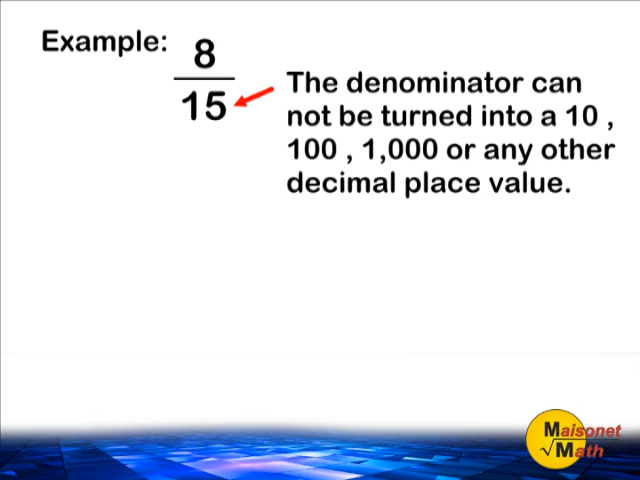 Example:
8
15
The denominator can
not be turned into a 10 ,
100 , 1,000 or any other
decimal place value.
Maisonet
√Math